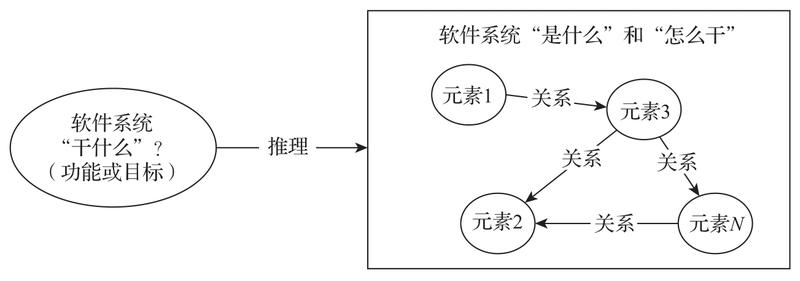 软件系统
“干什么”?
(功能或目标)
推理
软件系统“是什”和“怎么干”
元素1
关系
元素3
关系
关系
元素2
关系
元素N